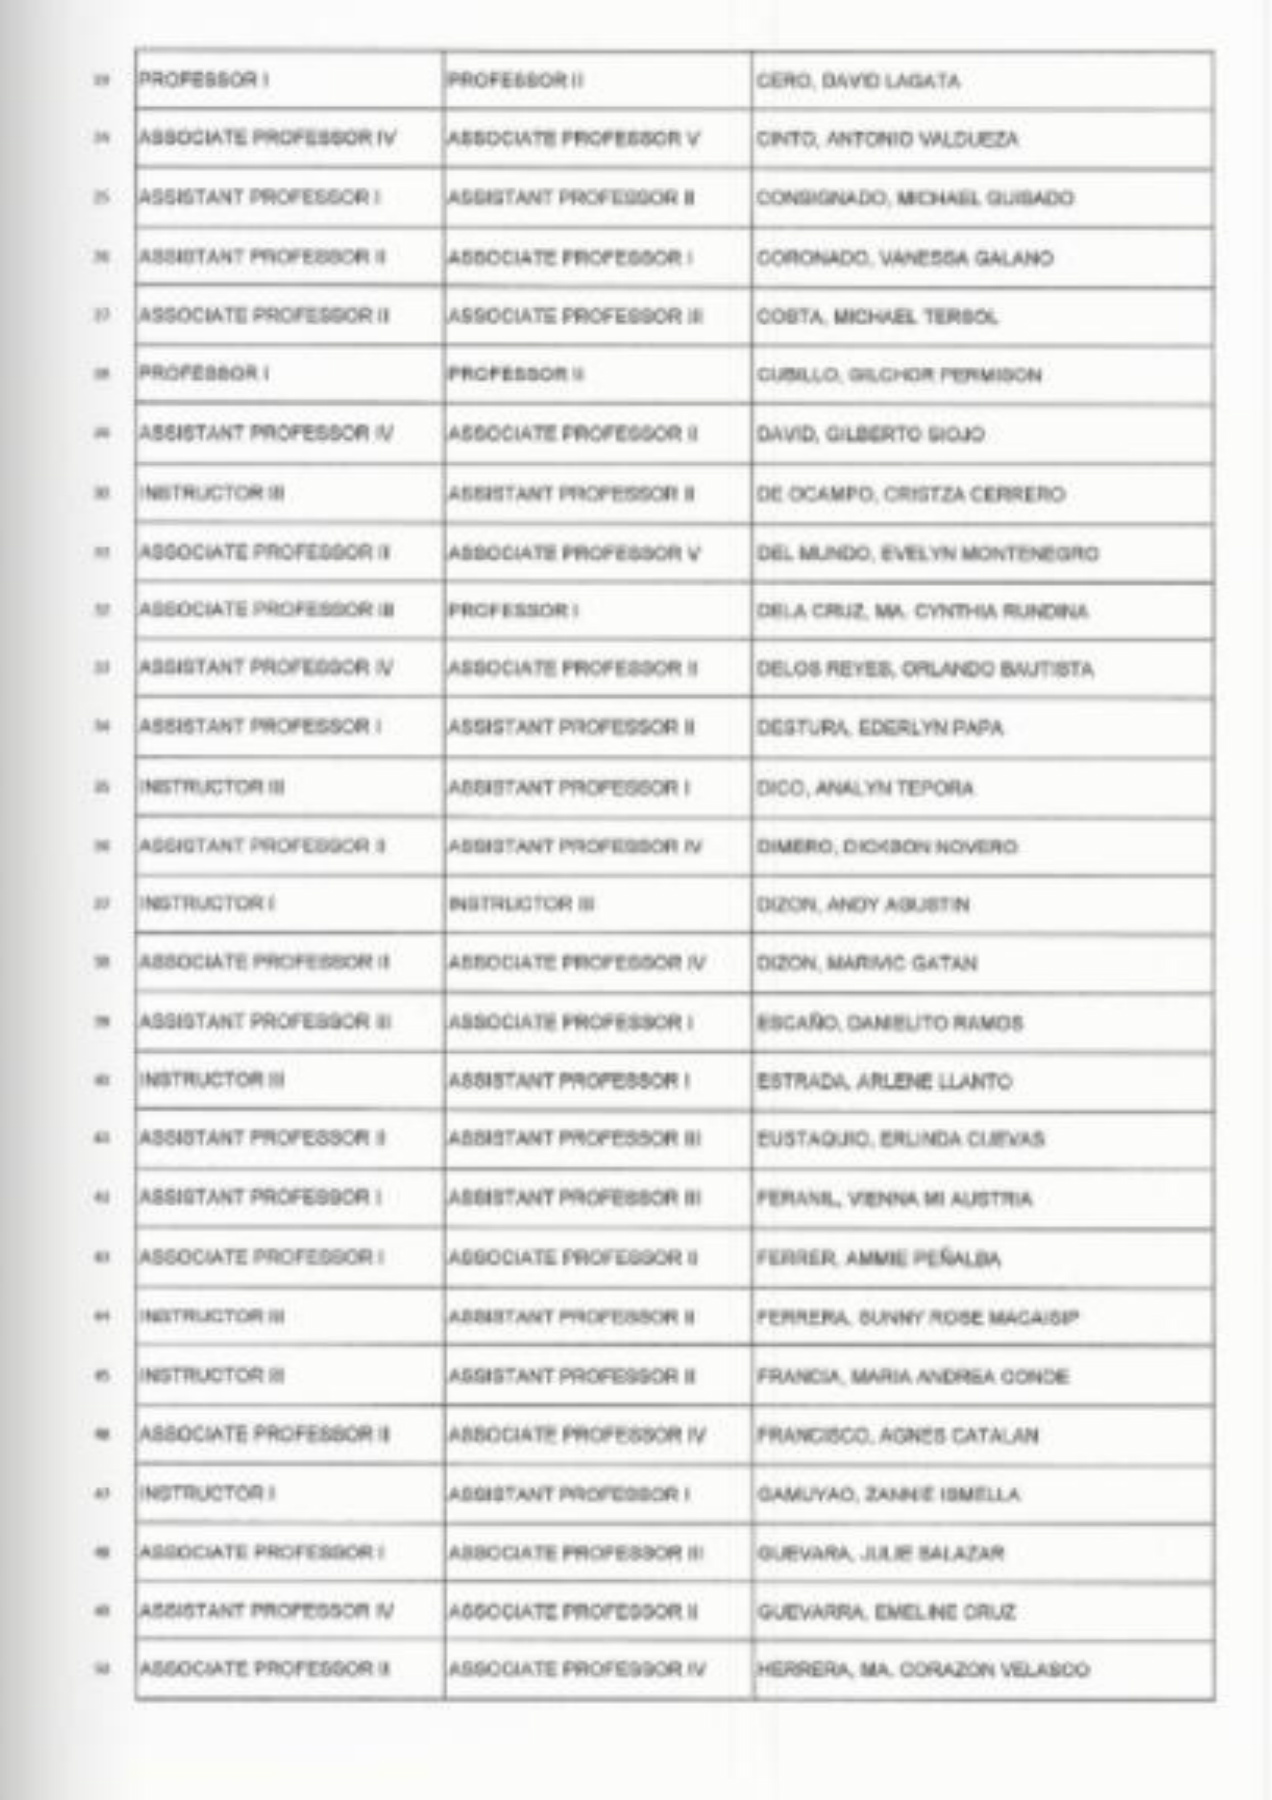 23 PROFESSOR I PROFESSOR II CERO, DAVID LAGATA
24 ASSOCIATE PROFESSOR IV ASSOCIATE PROFESSOR V CINTO, ANTONIO VALDUEZA
25 ASSISTANT PROFESSOR I ASSISTANT PROFESSOR II CONSIGNADO, MICHAEL GUISADO
26 ASSISTANT PROFESSOR II ASSOCIATE PROFESSOR I CORONADO, VANESSA GALANO
27 ASSOCIATE PROFESSOR II ASSOCIATE PROFESSOR III COSTA, MICHAEL TERSOL
28 PROFESSOR I PROFESSOR II CUBILLO, GILCHOR PERMISON
29 ASSISTANT PROFESSOR IV ASSOCIATE PROFESSOR II DAVID, GILBERTO SIOJO
30 INSTRUCTOR III ASSISTANT PROFESSOR II DE OCAMPO, CRISTZA CERRERO
31 ASSOCIATE PROFESSOR II ASSOCIATE PROFESSOR V DEL MUNDO, EVELYN MONTENEGRO
32 ASSOCIATE PROFESSOR III PROFESSOR I DELA CRUZ, MA. CYNTHIA RUNDINA
33 ASSISTANT PROFESSOR IV ASSOCIATE PROFESSOR II DELOS REYES, ORLANDO BAUTISTA
34 ASSISTANT PROFESSOR I ASSISTANT PROFESSOR II DESTURA, EDERLYN PAPA
35 INSTRUCTOR III ASSISTANT PROFESSOR I DICO, ANALYN TEPORA
36 ASSISTANT PROFESSOR II ASSISTANT PROFESSOR IV DIMERO, DICKSON NOVERO
37 INSTRUCTOR I INSTRUCTOR III DIZON, ANDY AGUSTIN
38 ASSOCIATE PROFESSOR II ASSOCIATE PROFESSOR IV DIZON, MARIVIC GATAN
39 ASSISTANT PROFESSOR III ASSOCIATE PROFESSOR I ESCAÑO, DANIELITO RAMOS
40 INSTRUCTOR III ASSISTANT PROFESSOR I ESTRADA, ARLENE LLANTO
41 ASSISTANT PROFESSOR II ASSISTANT PROFESSOR III EUSTAQUIO, ERLINDA CUEVAS
42 ASSISTANT PROFESSOR I ASSISTANT PROFESSOR III FERANIL, VIENNA MI AUSTRIA
43 ASSOCIATE PROFESSOR I ASSOCIATE PROFESSOR II FERRER, AMMIE PEÑALBA
44 INSTRUCTOR III ASSISTANT PROFESSOR II FERRERA, SUNNY ROSE MACAISIP
45 INSTRUCTOR III ASSISTANT PROFESSOR II FRANCIA, MARIA ANDREA CONDE
46 ASSOCIATE PROFESSOR II ASSOCIATE PROFESSOR IV FRANCISCO, AGNES CATALAN
47 INSTRUCTOR I ASSISTANT PROFESSOR I GAMUYAO, ZANNIE ISMELLA
48 ASSOCIATE PROFESSOR I ASSOCIATE PROFESSOR III GUEVARA, JULIE SALAZAR
49 ASSISTANT PROFESSOR IV ASSOCIATE PROFESSOR II GUEVARRA, EMELINE CRUZ
50 ASSOCIATE PROFESSOR II ASSOCIATE PROFESSOR IV HERRERA, MA. CORAZON VELASCO